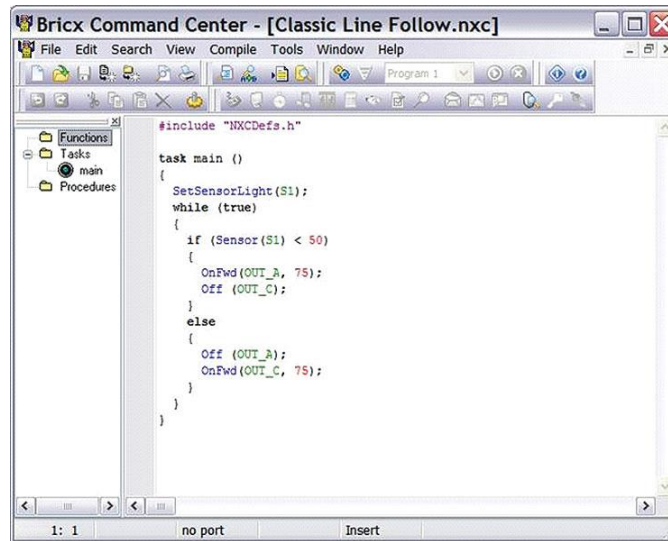 Bricx Command Center - [Classic Line Follow.nxc]
File Edit Search View Compile Tools Window Help
Program 1
Functions
Tasks
main
Procedures
#include "NXCDefs.h"
task main ()
{
SetSensorLight(S1);
while (true)
{
if (Sensor(S1) < 50)
{
OnFwd(OUT_A, 75);
Off (OUT_C);
}
else
{
Off (OUT_A);
OnFwd(OUT_C, 75);
}
}
}
1: 1 no port Insert